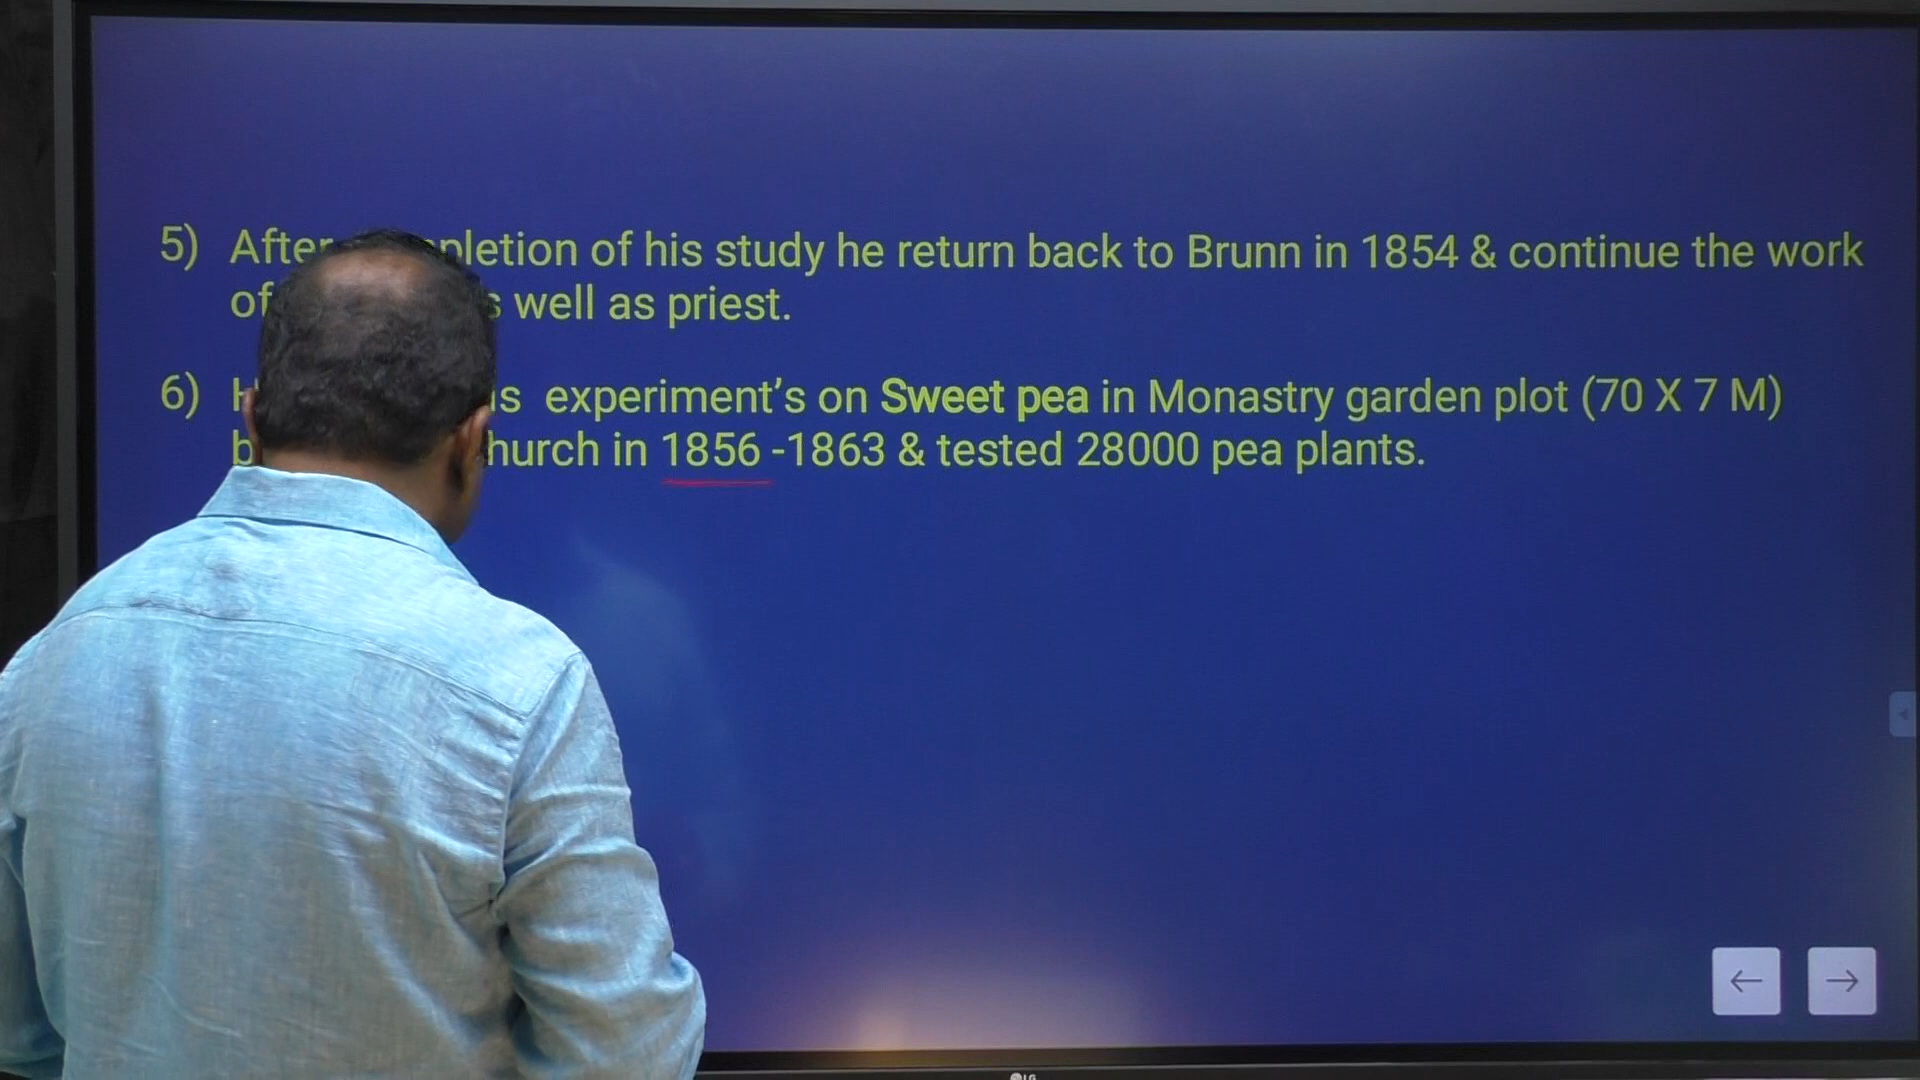 5) After pletion of his study he return back to Brunn in 1854 & continue the work
of well as priest.
6) experiment's on Sweet pea in Monastry garden plot (70 X 7 M)
hurch in 1856 -1863 & tested 28000 pea plants.
LG